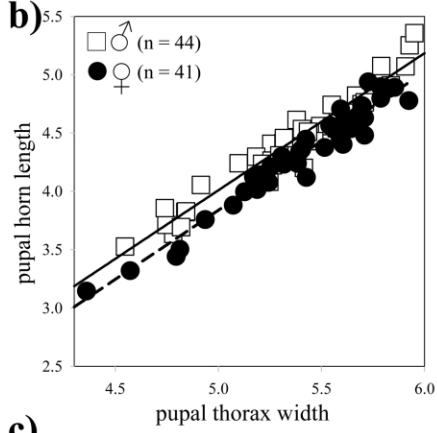 b)
5.5
□ ♂ (n = 44)
● ♀ (n = 41)
5.0
4.5
4.0
3.5
3.0
2.5
pupal horn length
4.5 5.0 5.5 6.0
pupal thorax width
c)